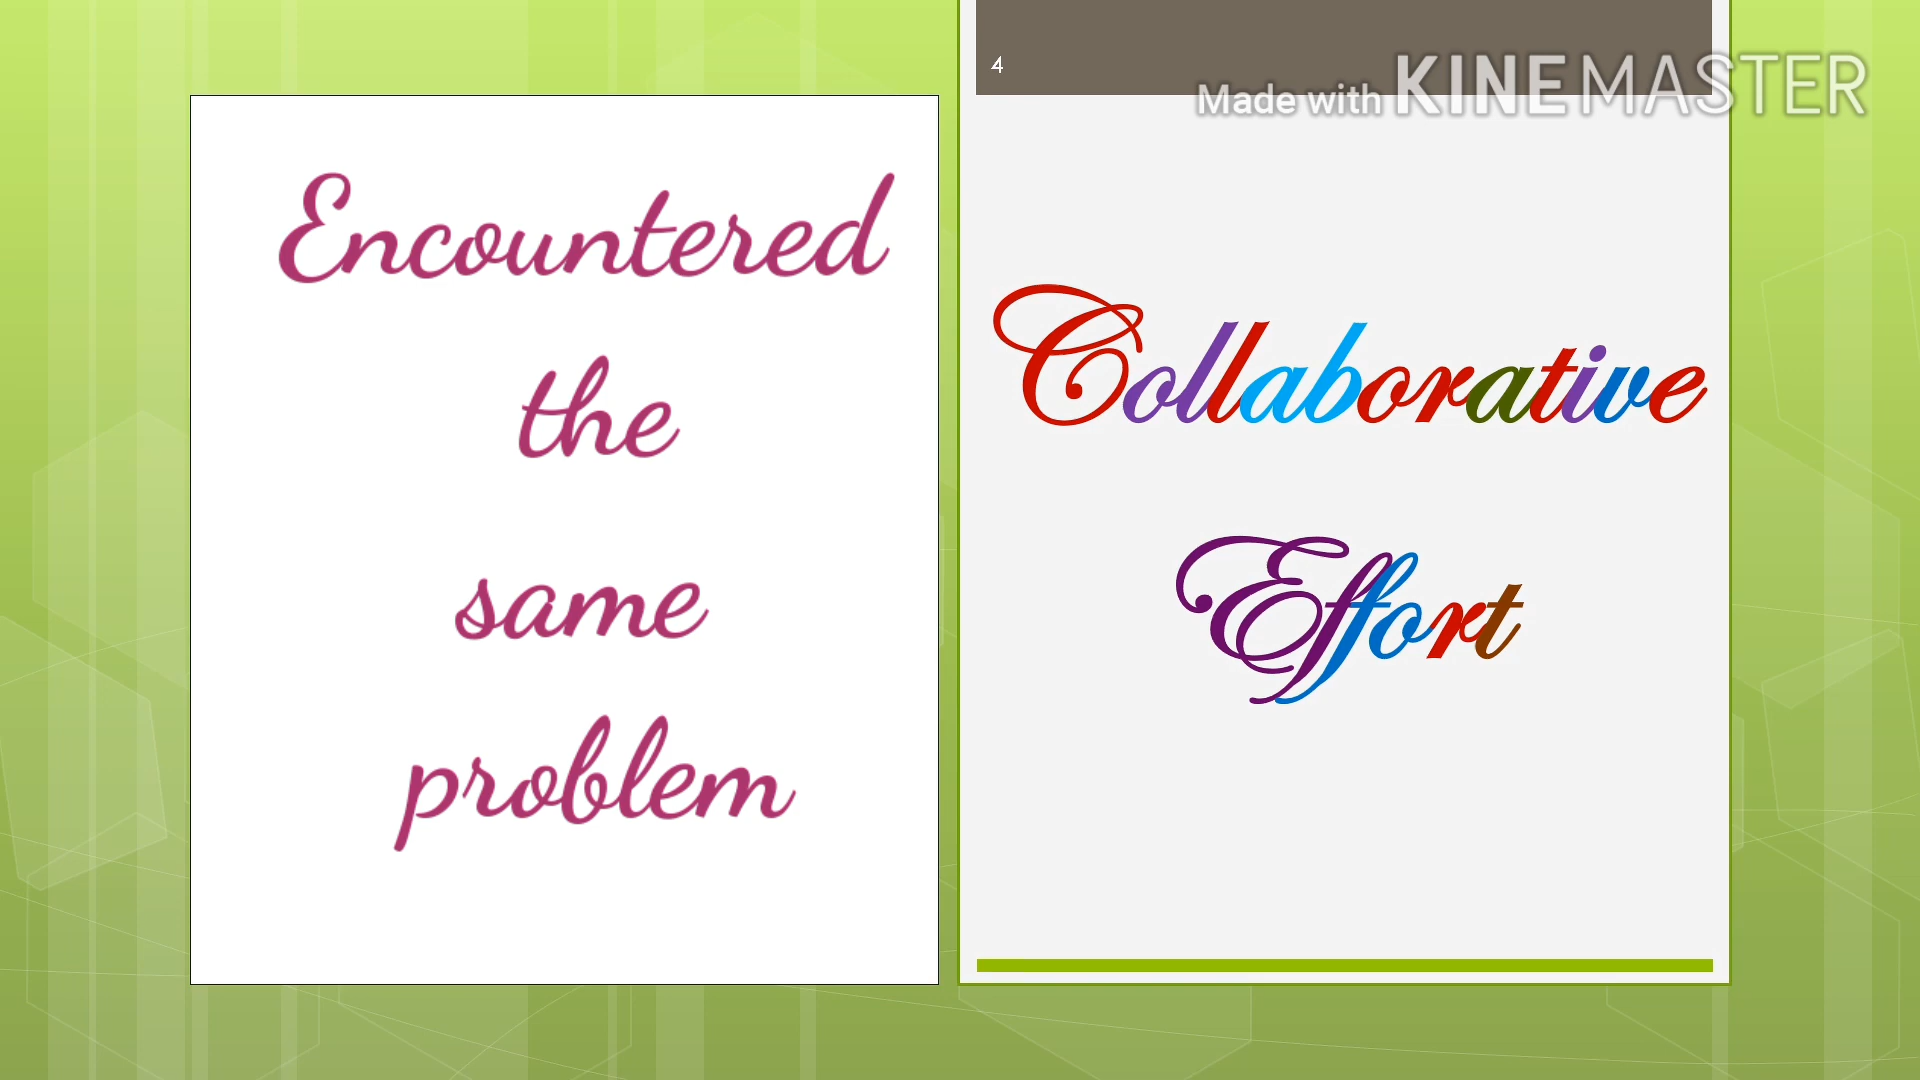 Encountered
the
same
problem
4
Made with KINEMASTER
Collaborative
Effort